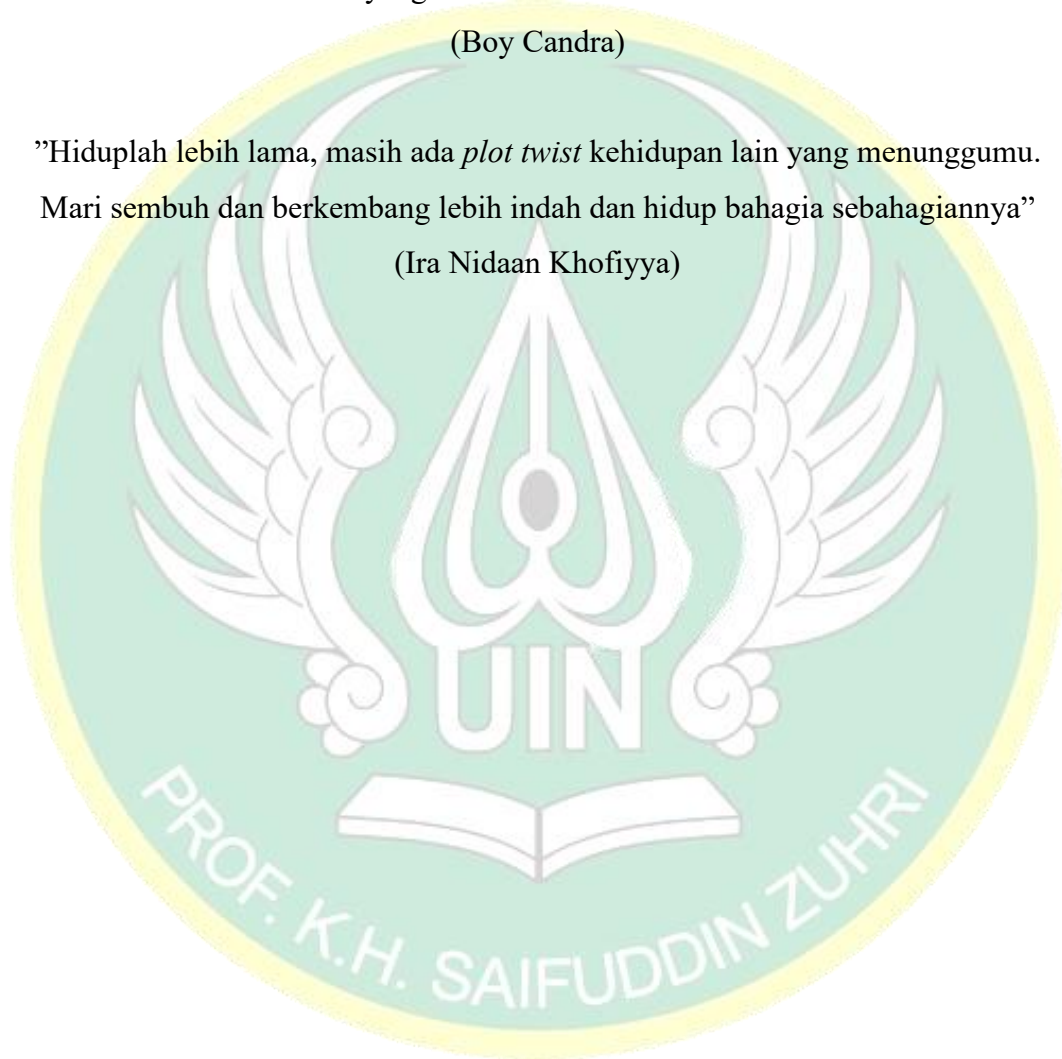 (Boy Candra)
”Hiduplah lebih lama, masih ada plot twist kehidupan lain yang menunggumu.
Mari sembuh dan berkembang lebih indah dan hidup bahagia sebahagiannya”
(Ira Nidaan Khofiyya)
UIN
PROF. K.H. SAIFUDDIN ZUHRI